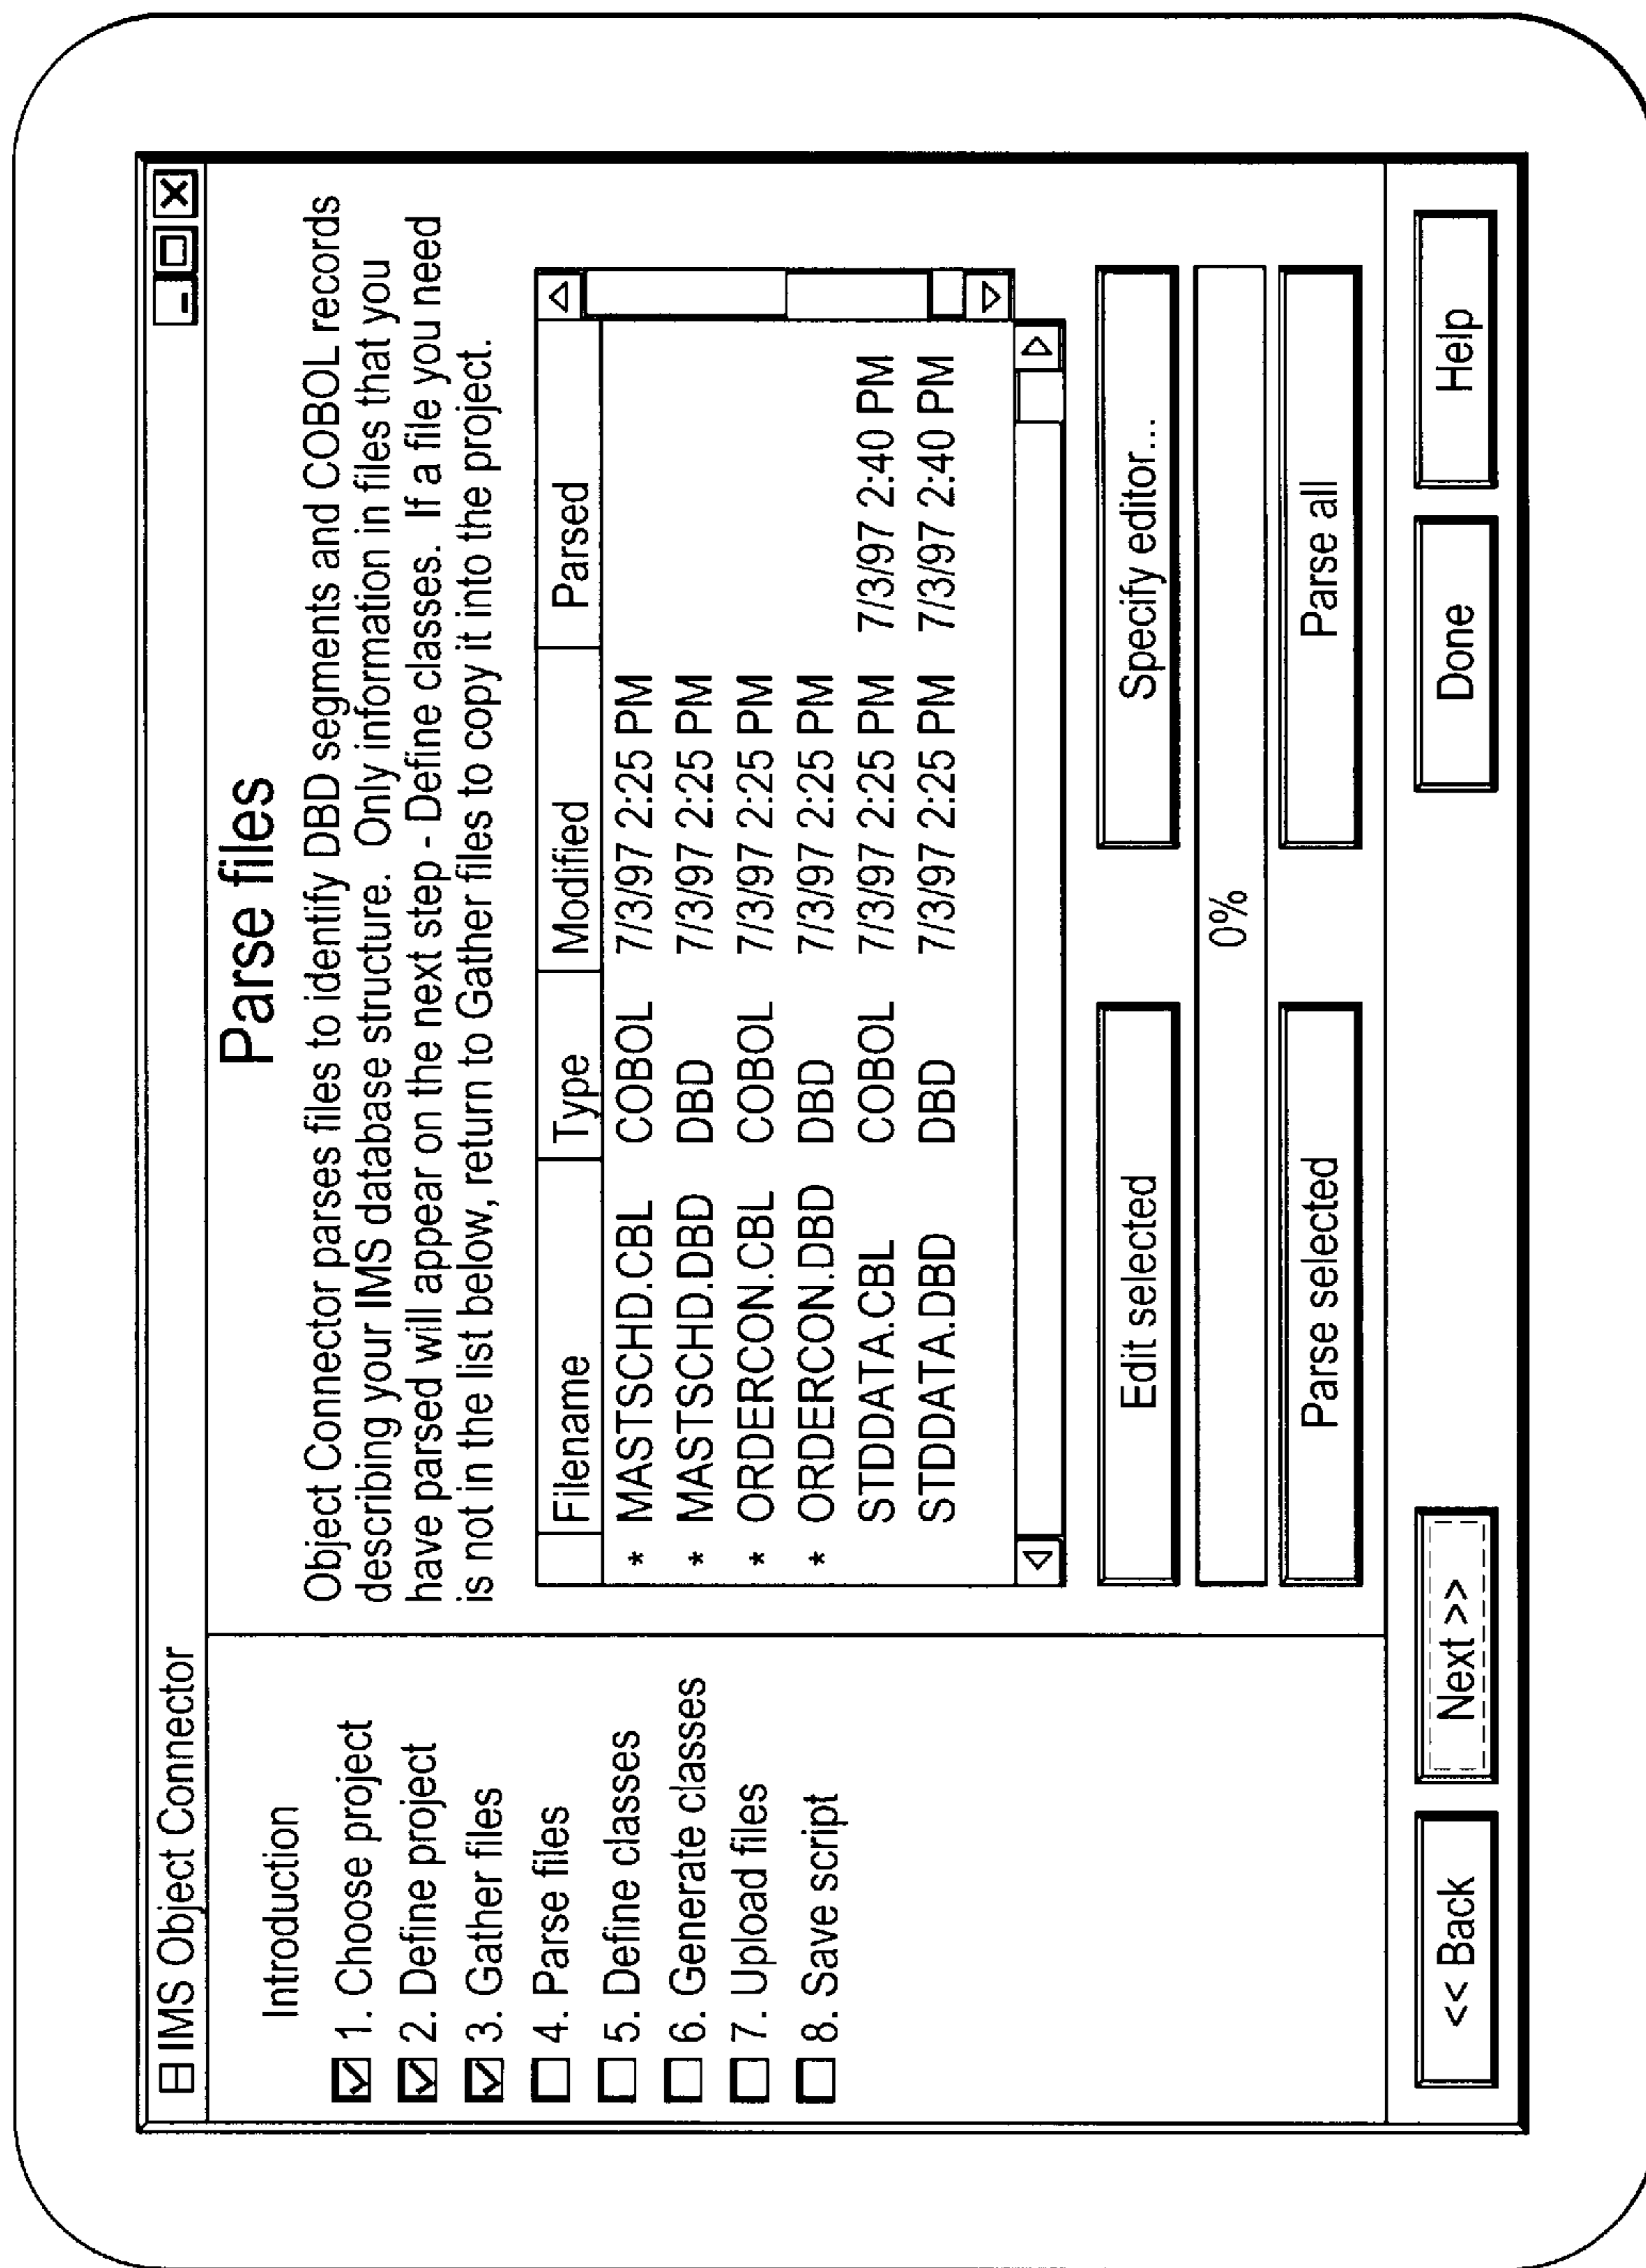 IMS Object Connector
Introduction
1. Choose project
2. Define project
3. Gather files
4. Parse files
5. Define classes
6. Generate classes
7. Upload files
8. Save script
Parse files
Object Connector parses files to identify DBD segments and COBOL records
describing your IMS database structure. Only information in files that you
have parsed will appear on the next step - Define classes. If a file you need
is not in the list below, return to Gather files to copy it into the project.
Filename Type Modified Parsed
* MASTSCHD.CBL COBOL 7/3/97 2:25 PM
* MASTSCHD.DBD DBD 7/3/97 2:25 PM
* ORDERCON.CBL COBOL 7/3/97 2:25 PM
* ORDERCON.DBD DBD 7/3/97 2:25 PM
STDDATA.CBL COBOL 7/3/97 2:25 PM 7/3/97 2:40 PM
STDDATA.DBD DBD 7/3/97 2:25 PM 7/3/97 2:40 PM
Edit selected Specify editor...
0%
Parse selected Parse all
<< Back Next >> Done Help